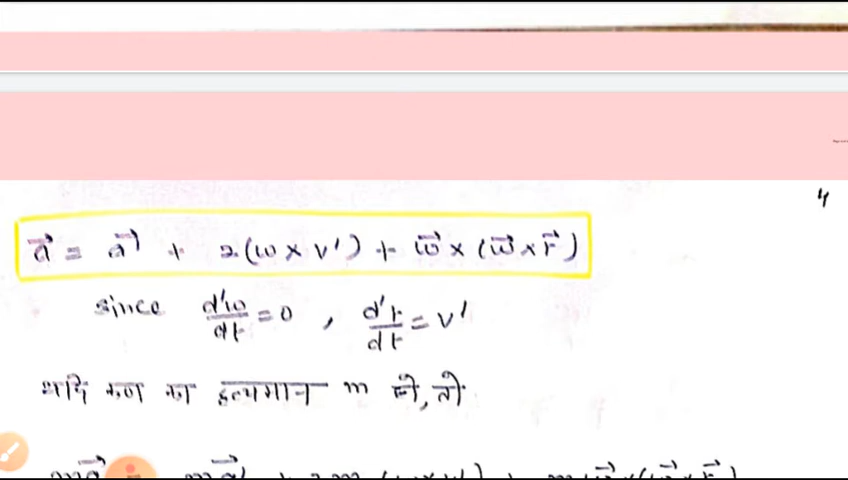 4
a⃗ = a⃗' + 2(ω × v') + ω⃗ × (ω⃗ × r⃗)
since d'ω/dt = 0 , d'r/dt = v'
यदि कण का द्रव्यमान m हो, तो